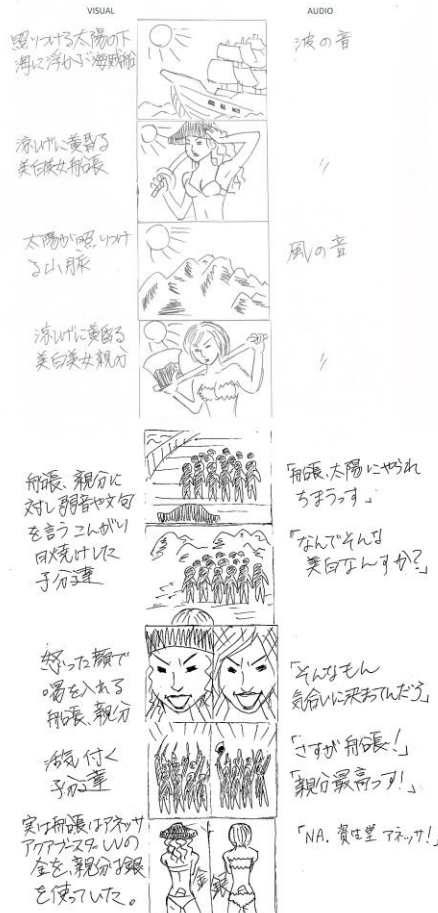 VISUAL
AUDIO
照りつける太陽の下
海に浮かぶ海賊船
波の音
涼しげに黄昏る
美白美女船長
〃
太陽が照りつけ
る山脈
風の音
涼しげに黄昏る
美白美女親分
〃
船長、親分に
対し弱音や文句
を言うこんがり
日焼けした
子分達
「船長、太陽にやられ
ちまうっす」
「なんでそんな
美白なんすか?」
怒った顔で
喝を入れる
船長、親分
「そんなもん
気合いに決まってんだろう」
活気付く
子分達
「さすが船長!」
「親分最高っす!」
実は船長はアネッサ
アクアブースターUVの
金を、親分は銀
を使っていた。
金
銀
「NA. 資生堂 アネッサ!」